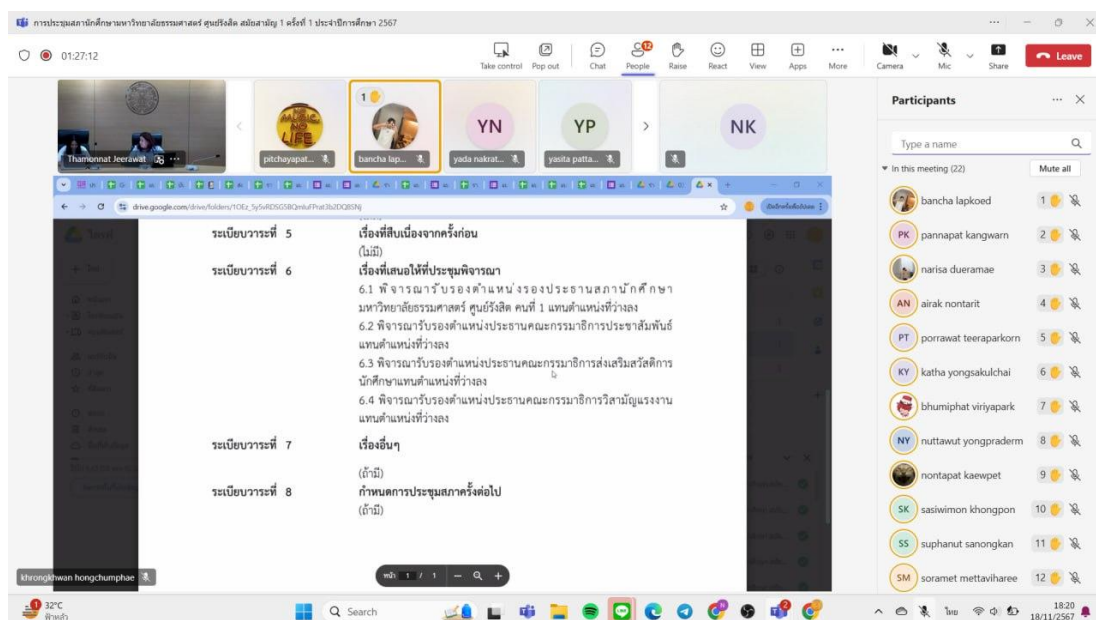 การประชุมสภานักศึกษามหาวิทยาลัยธรรมศาสตร์ ศูนย์รังสิต สมัยสามัญ 1 ครั้งที่ 1 ประจำปีการศึกษา 2567
01:27:12
Take control
Pop out
Chat
People
Raise
React
View
Apps
More
Camera
Mic
Share
Leave
12
Thamonnat Jeerawat
NO MUSIC NO LIFE
pitchayapat...
1
bancha lap...
YN
yada nakrat...
YP
yasita patta...
NK
drive.google.com/drive/folders/
ระเบียบวาระที่ 5 เรื่องที่สืบเนื่องจากครั้งก่อน
(ไม่มี)
ระเบียบวาระที่ 6 เรื่องที่เสนอให้ที่ประชุมพิจารณา
6.1 พิจารณารับรองตำแหน่งรองประธานสภานักศึกษา
มหาวิทยาลัยธรรมศาสตร์ ศูนย์รังสิต คนที่ 1 แทนตำแหน่งที่ว่างลง
6.2 พิจารณารับรองตำแหน่งประธานคณะกรรมาธิการประชาสัมพันธ์
แทนตำแหน่งที่ว่างลง
6.3 พิจารณารับรองตำแหน่งประธานคณะกรรมาธิการส่งเสริมสวัสดิการ
นักศึกษาแทนตำแหน่งที่ว่างลง
6.4 พิจารณารับรองตำแหน่งประธานคณะกรรมาธิการวิสามัญแรงงาน
แทนตำแหน่งที่ว่างลง
ระเบียบวาระที่ 7 เรื่องอื่นๆ
(ถ้ามี)
ระเบียบวาระที่ 8 กำหนดการประชุมสภาครั้งต่อไป
(ถ้ามี)
หน้า 1 / 1
khrongkhwan hongchumphae
Participants
Type a name
In this meeting (22)
Mute all
bancha lapkoed 1
PK pannapat kangwarn 2
narisa dueramae 3
AN airak nontarit 4
PT porrawat teeraparkorn 5
KY katha yongsakulchai 6
bhumiphat viriyapark 7
NY nuttawut yongpraderm 8
nontapat kaewpet 9
SK sasiwimon khongpon 10
SS suphanut sanongkan 11
SM soramet mettaviharee 12
32°C
Search
ไทย
18:20
18/11/2567